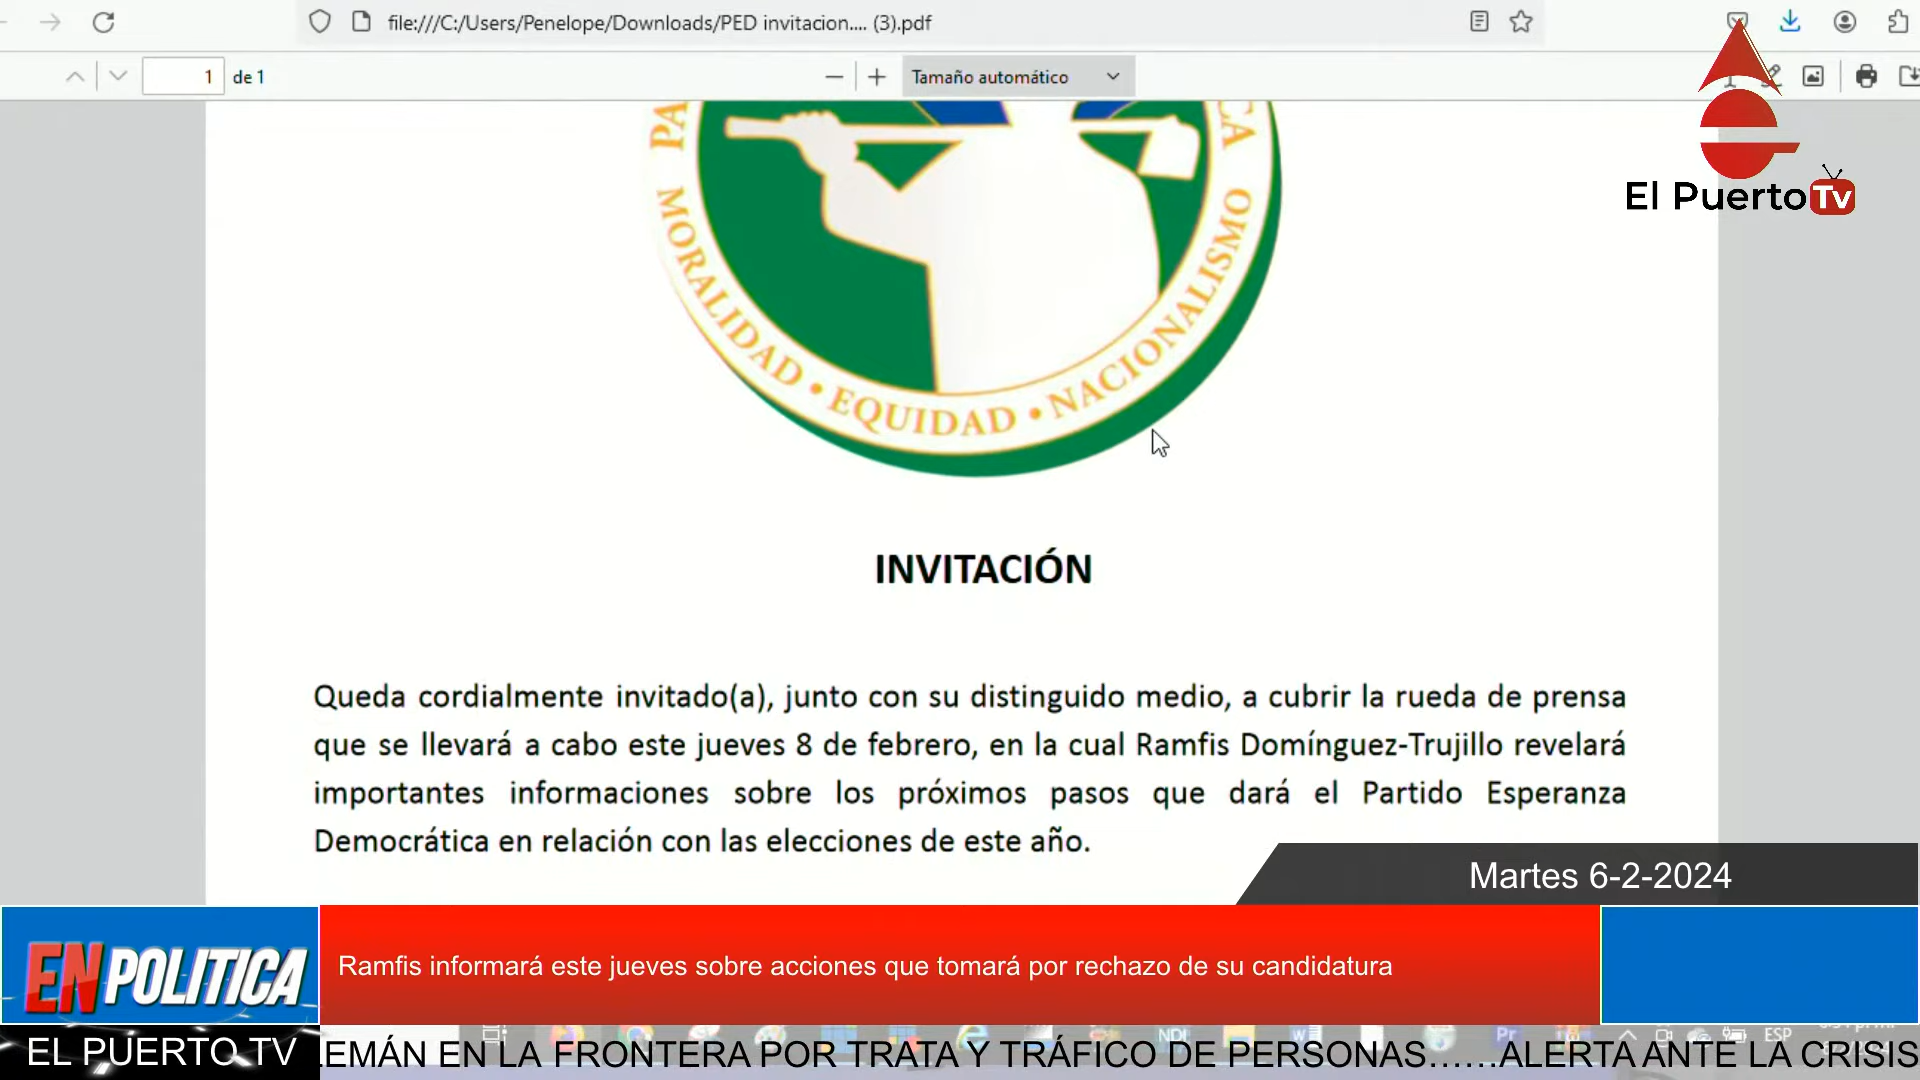 file:///C:/Users/Penelope/Downloads/PED invitacion.... (3).pdf
1 de 1
Tamaño automático
El Puerto Tv
PA
CA
MORALIDAD • EQUIDAD • NACIONALISMO
INVITACIÓN
Queda cordialmente invitado(a), junto con su distinguido medio, a cubrir la rueda de prensa
que se llevará a cabo este jueves 8 de febrero, en la cual Ramfis Domínguez-Trujillo revelará
importantes informaciones sobre los próximos pasos que dará el Partido Esperanza
Democrática en relación con las elecciones de este año.
Martes 6-2-2024
EN POLITICA
Ramfis informará este jueves sobre acciones que tomará por rechazo de su candidatura
NDI
Pr
ESP
EL PUERTO TV
EMÁN EN LA FRONTERA POR TRATA Y TRÁFICO DE PERSONAS......ALERTA ANTE LA CRISIS